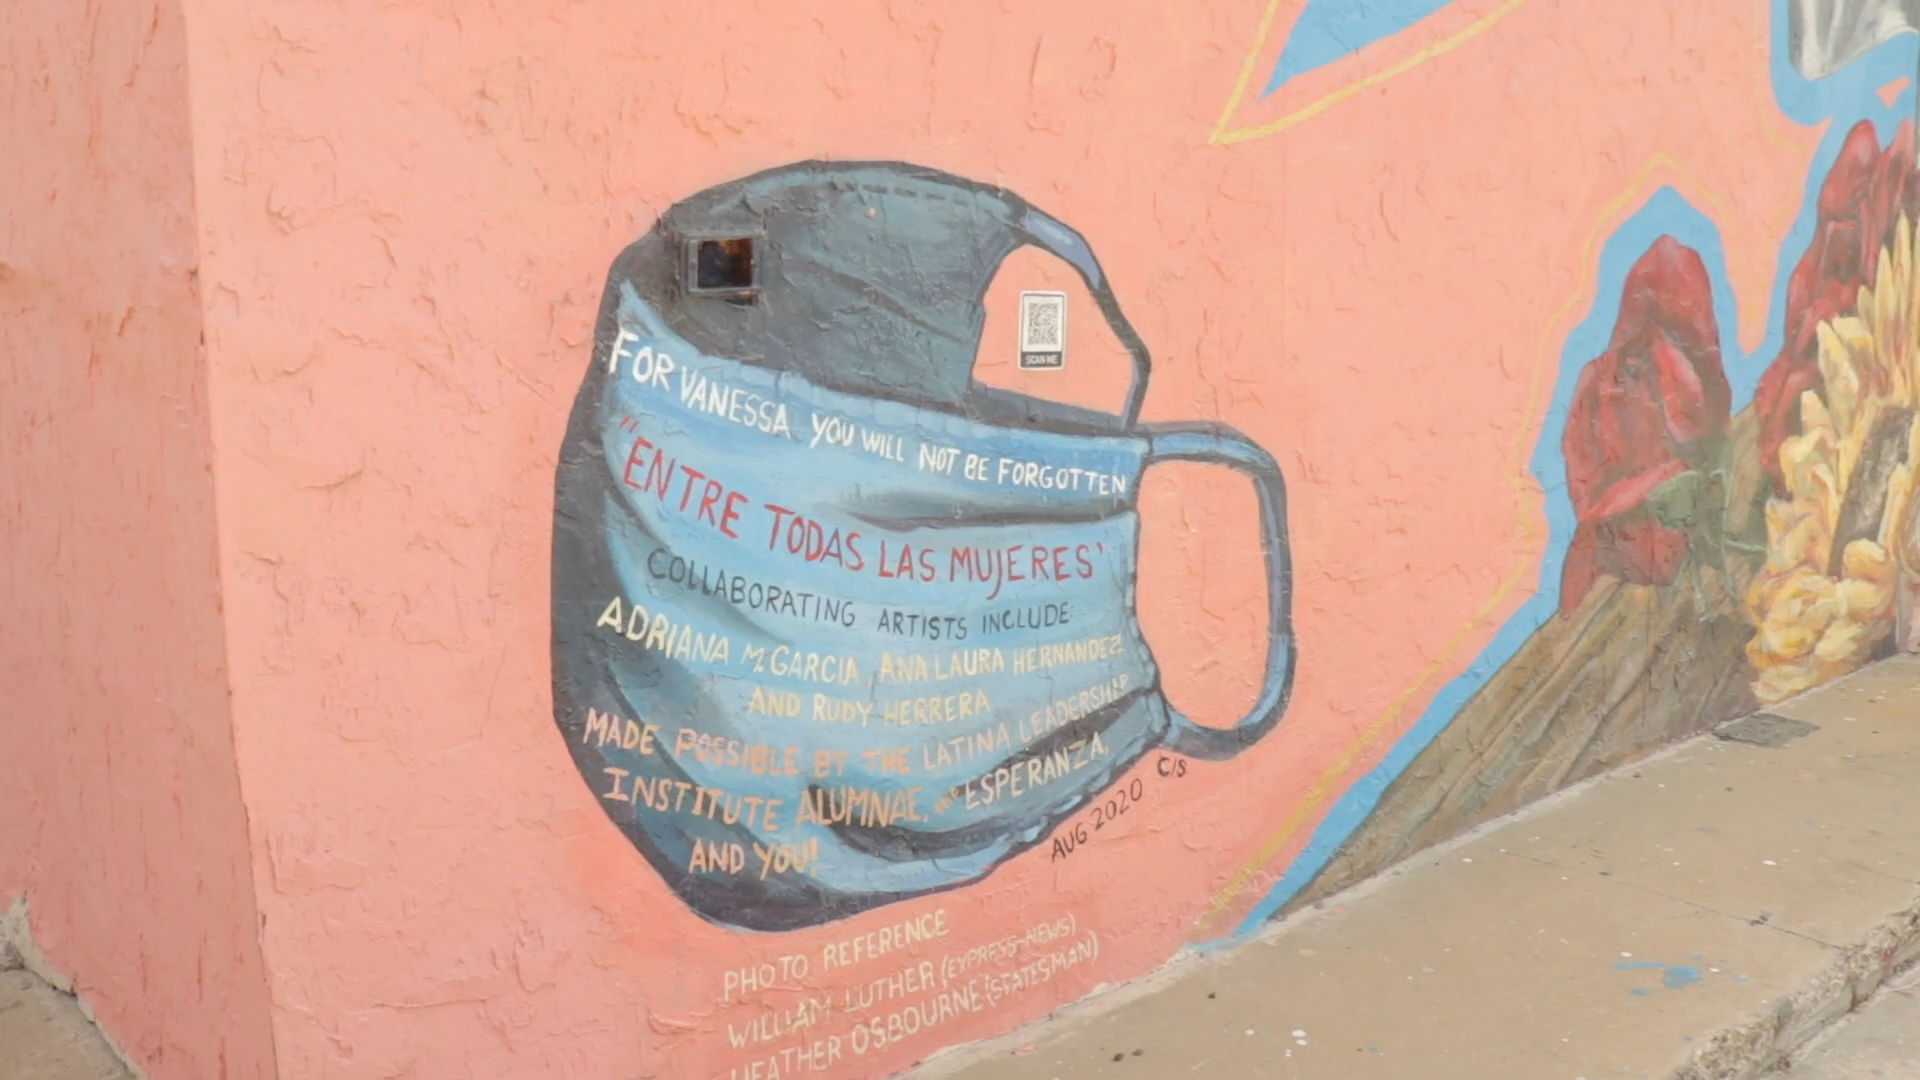 SCAN ME
FOR VANESSA YOU WILL NOT BE FORGOTTEN
"ENTRE TODAS LAS MUJERES'
COLLABORATING ARTISTS INCLUDE:
ADRIANA M. GARCIA, ANA LAURA HERNANDEZ
AND RUDY HERRERA
MADE POSSIBLE BY THE LATINA LEADERSHIP
INSTITUTE ALUMNAE, the ESPERANZA,
AND YOU!
AUG 2020 C/S
PHOTO REFERENCE
WILLIAM LUTHER (EXPRESS-NEWS)
HEATHER OSBOURNE (STATESMAN)